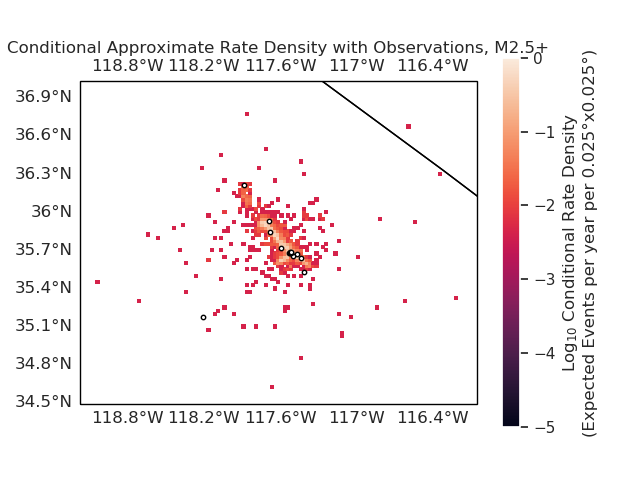 Conditional Approximate Rate Density with Observations, M2.5+
118.8°W 118.2°W 117.6°W 117°W 116.4°W
36.9°N
36.6°N
36.3°N
36°N
35.7°N
35.4°N
35.1°N
34.8°N
34.5°N
118.8°W 118.2°W 117.6°W 117°W 116.4°W
0
−1
−2
−3
−4
−5
Log₁₀ Conditional Rate Density
(Expected Events per year per 0.025°x0.025°)